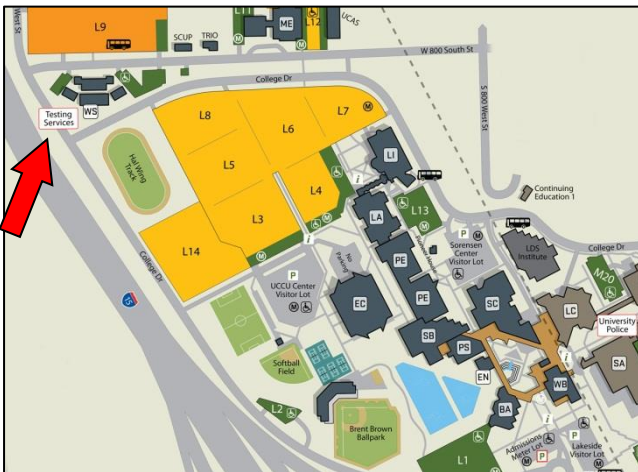 L9
West St
SCUP
TRIO
L11
ME
L12
UCAS
M
M
W 800 South St
S 800 West St
College Dr
Testing
Services
WS
L8
L7
M
L6
L5
L4
L3
L14
Hal Wing
Track
College Dr
15
LI
i
LA
L13
M
M
M
i
PE
PE
P
UCCU Center
Visitor Lot
M
No
Parking
EC
SB
PS
EN
SC
P
Sorensen
Center
Visitor Lot
M
Continuing
Education 1
LDS
Institute
College Dr
M20
LC
University
Police
SA
i
WB
BA
i
Softball
Field
L2
Brent Brown
Ballpark
L1
Admissions
Meter Lot
M
P
P
Lakeside
Visitor Lot
M